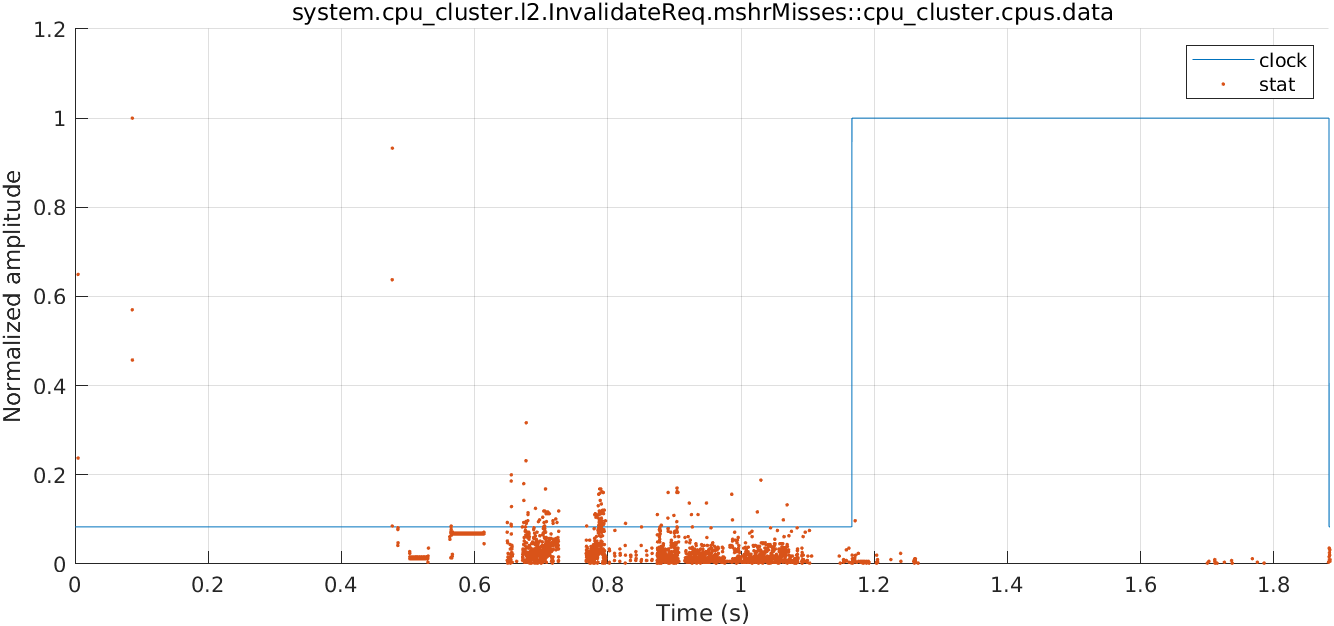 system.cpu_cluster.l2.InvalidateReq.mshrMisses::cpu_cluster.cpus.data
clock
stat
Normalized amplitude
1.2
1
0.8
0.6
0.4
0.2
0
0 0.2 0.4 0.6 0.8 1 1.2 1.4 1.6 1.8
Time (s)